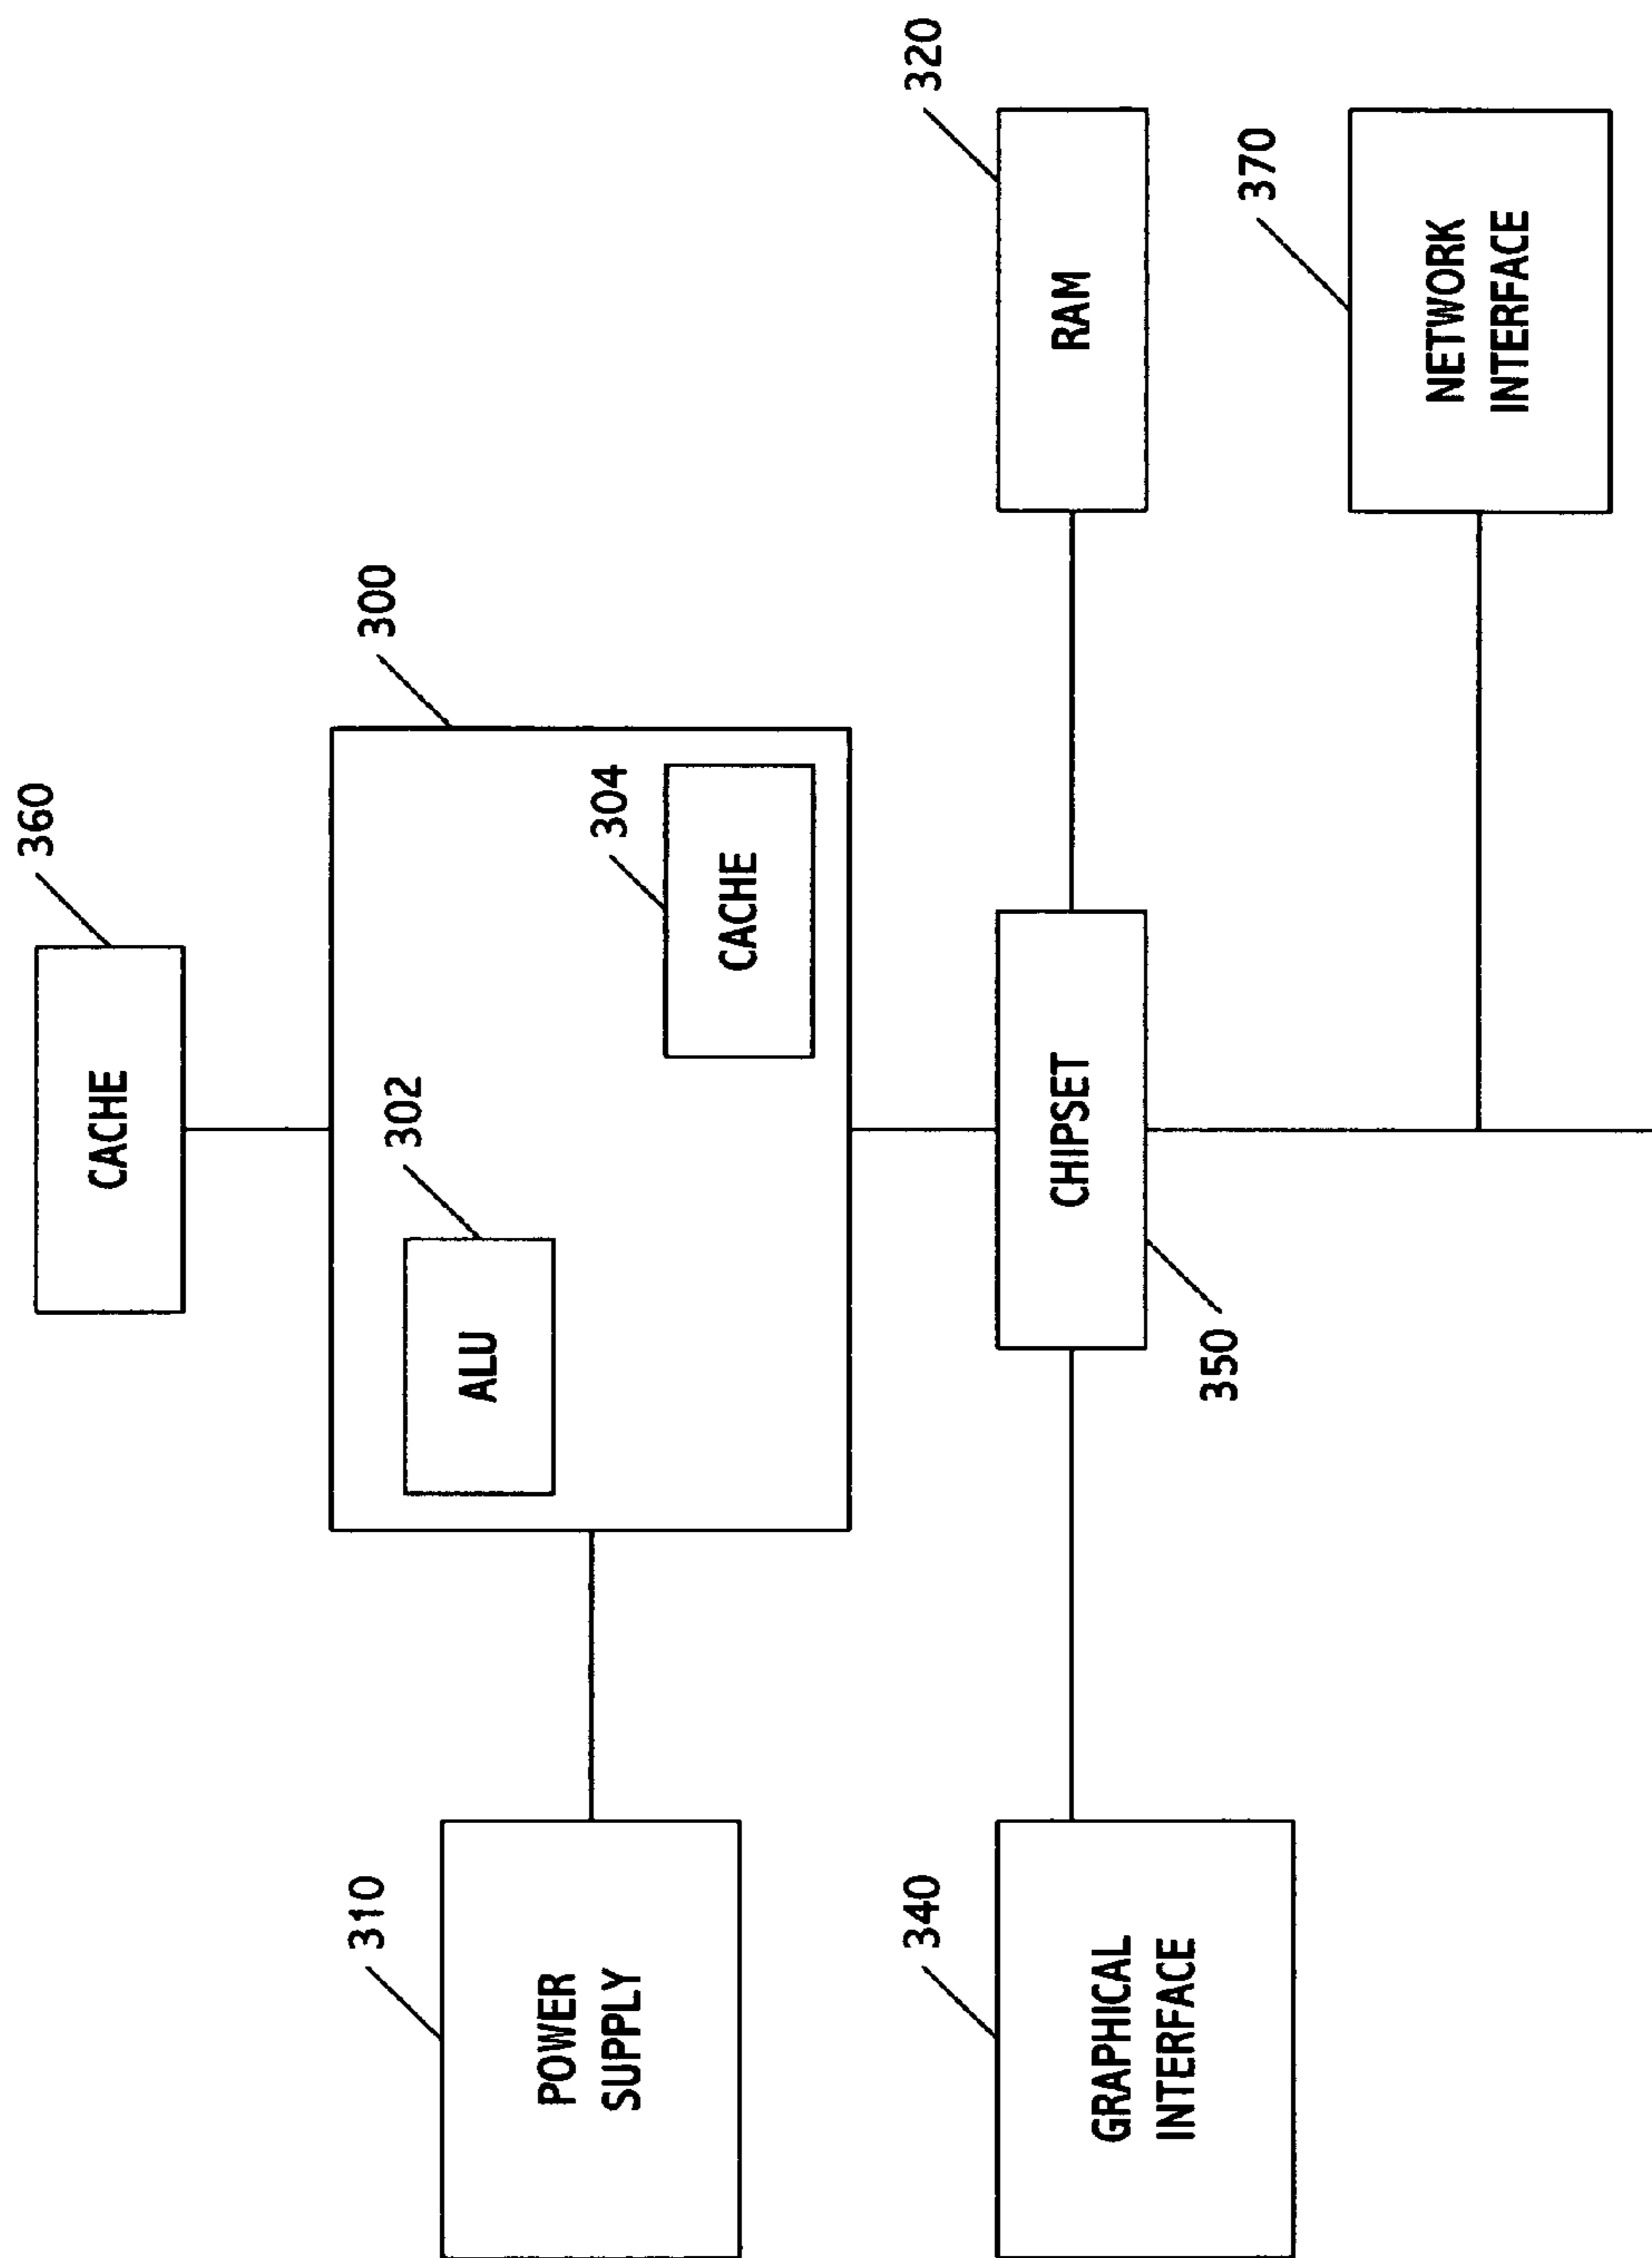 360
CACHE
300
302
ALU
304
CACHE
310
POWER
SUPPLY
320
RAM
CHIPSET
350
340
GRAPHICAL
INTERFACE
370
NETWORK
INTERFACE